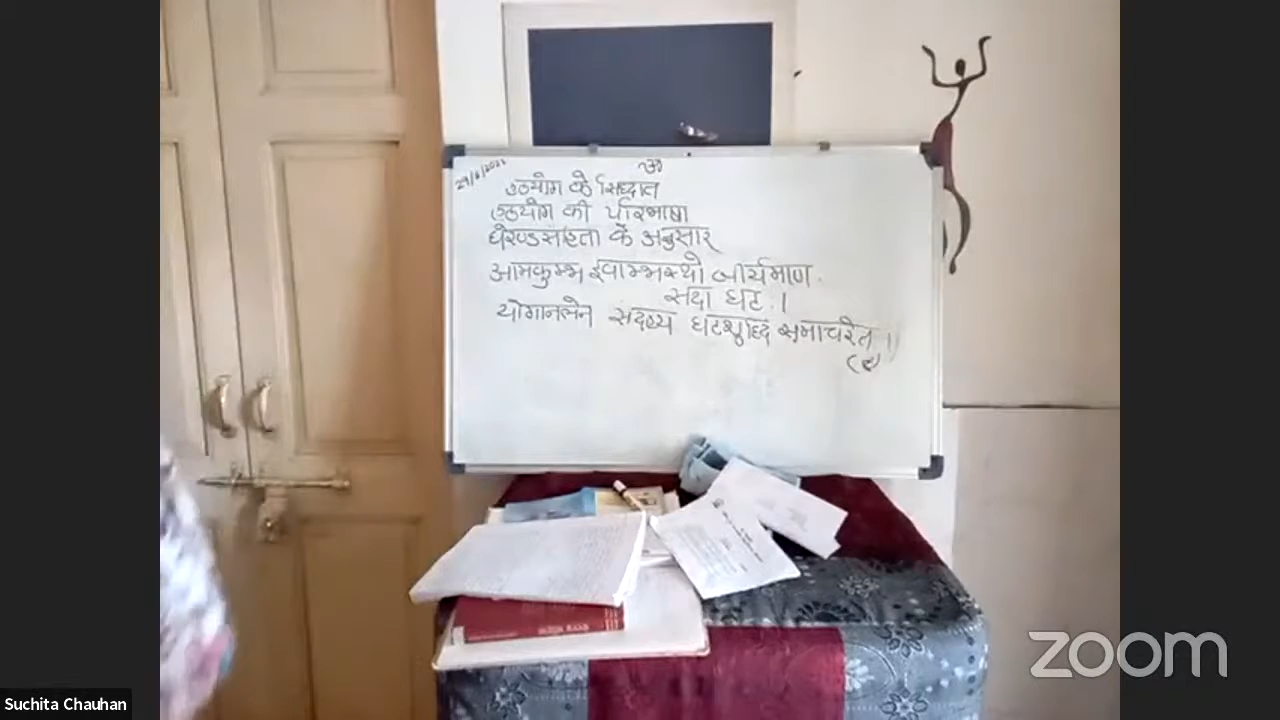 ॐ
हठयोग के सिद्धांत
हठयोग की परिभाषा
घेरण्डसंहिता के अनुसार
आमकुम्भ इवाम्भस्थो जीर्यमाण
सदा घट: ।
योगानलेन संदह्य घटशुद्धि समाचरेत ।।
zoom
Suchita Chauhan